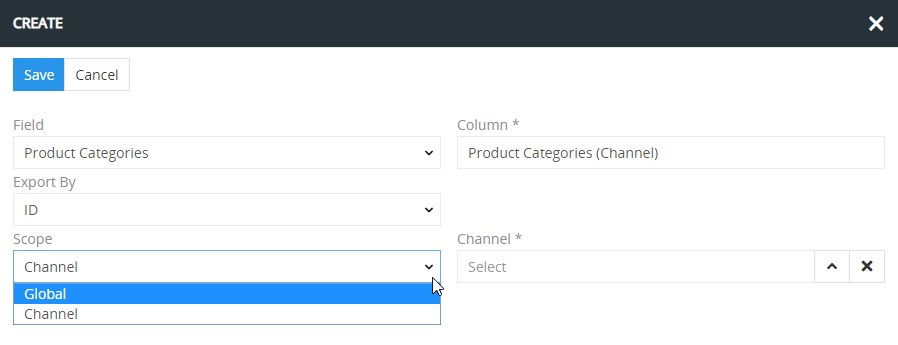 CREATE
Save Cancel
Field Column *
Product Categories Product Categories (Channel)
Export By
ID
Scope Channel *
Channel Select
Global
Channel